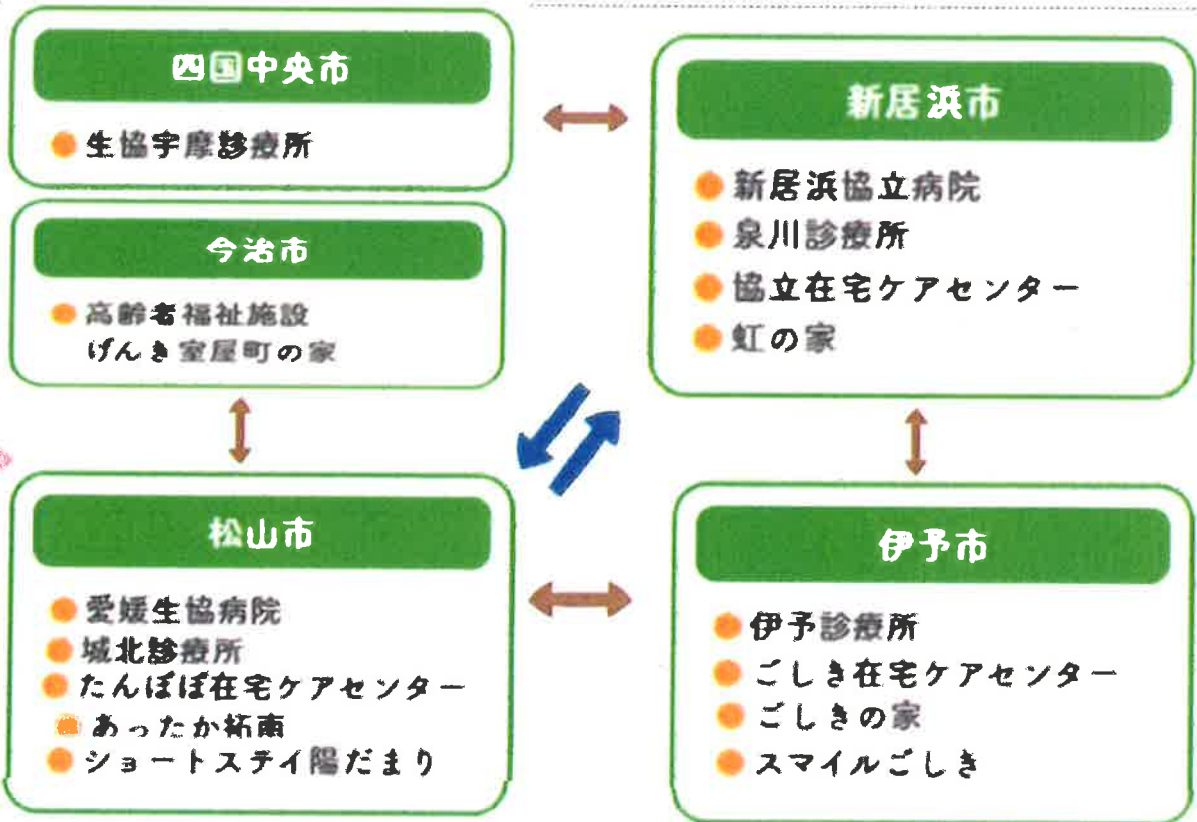 四国中央市
生協宇摩診療所
今治市
高齢者福祉施設
げんき室屋町の家
新居浜市
新居浜協立病院
泉川診療所
協立在宅ケアセンター
虹の家
松山市
愛媛生協病院
城北診療所
たんぽぽ在宅ケアセンター
あったか拓南
ショートステイ陽だまり
伊予市
伊予診療所
ごしき在宅ケアセンター
ごしきの家
スマイルごしき